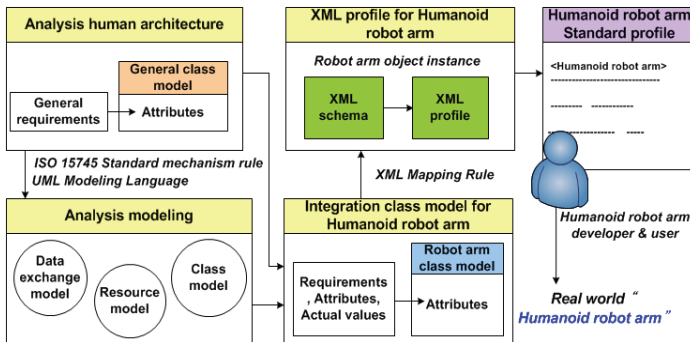 Analysis human architecture
General class
model
General
requirements
Attributes
XML profile for Humanoid
robot arm
Robot arm object instance
XML
schema
XML
profile
Humanoid robot arm
Standard profile
<Humanoid robot arm>
ISO 15745 Standard mechanism rule
UML Modeling Language
XML Mapping Rule
Analysis modeling
Data
exchange
model
Resource
model
Class
model
Integration class model for
Humanoid robot arm
Requirements
, Attributes,
Actual values
Robot arm
class model
Attributes
Humanoid robot arm
developer & user
Real world “
Humanoid robot arm”